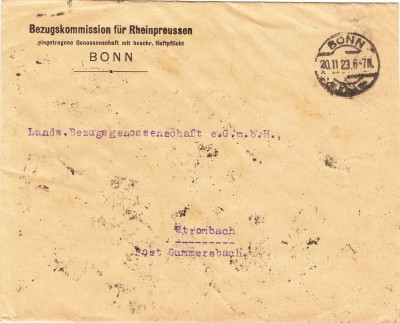 Bezugskommission für Rheinpreussen
eingetragene Genossenschaft mit beschr. Haftpflicht
BONN
BONN
20.11 23.6-7N.
Landw.Bezugsgenossenschaft e.G.m.b.H.,
Strombach
Post Gummersbach.